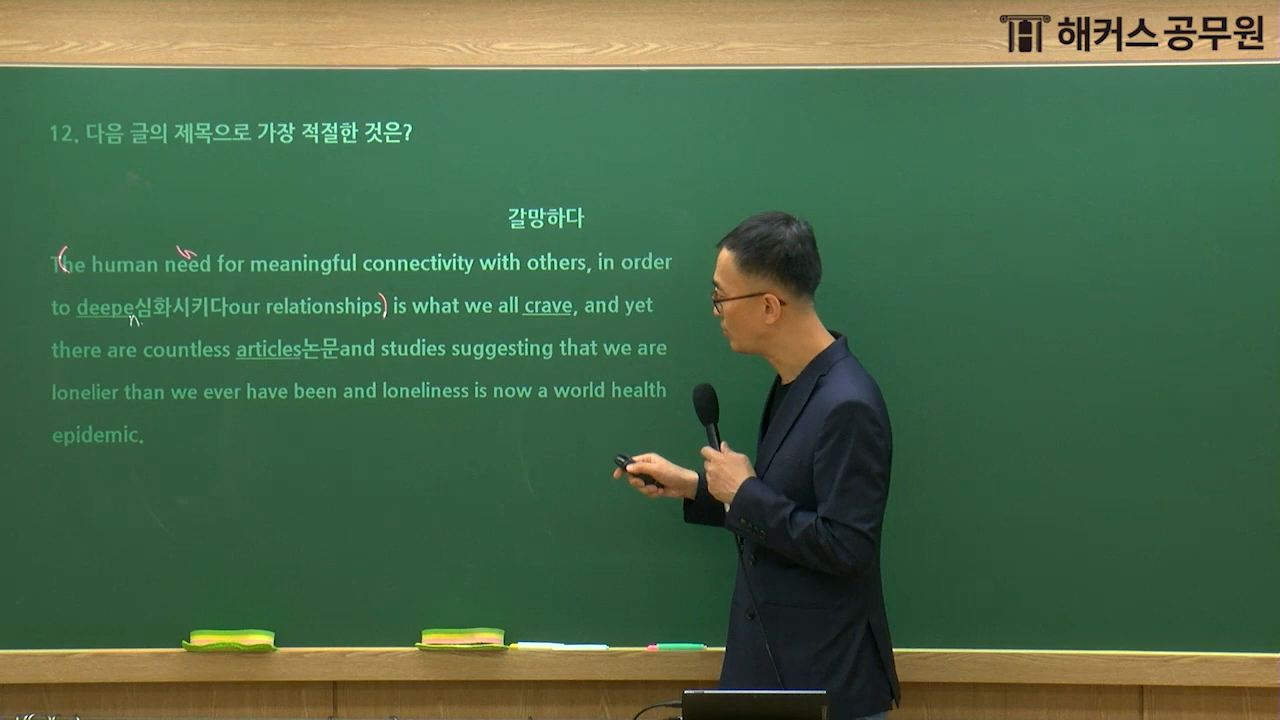 해커스공무원
12. 다음 글의 제목으로 가장 적절한 것은?
갈망하다
The human need for meaningful connectivity with others, in order
to deepe심화시키다our relationships, is what we all crave, and yet
n.
there are countless articles논문and studies suggesting that we are
lonelier than we ever have been and loneliness is now a world health
epidemic.